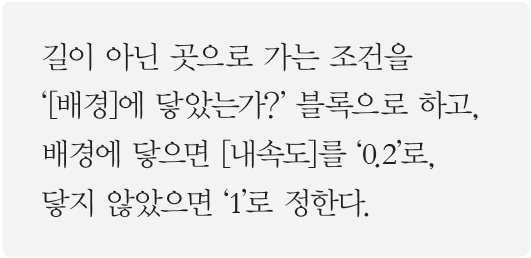 길이 아닌 곳으로 가는 조건을
‘[배경]에 닿았는가?’ 블록으로 하고,
배경에 닿으면 [내속도]를 ‘0.2’로,
닿지 않았으면 ‘1’로 정한다.